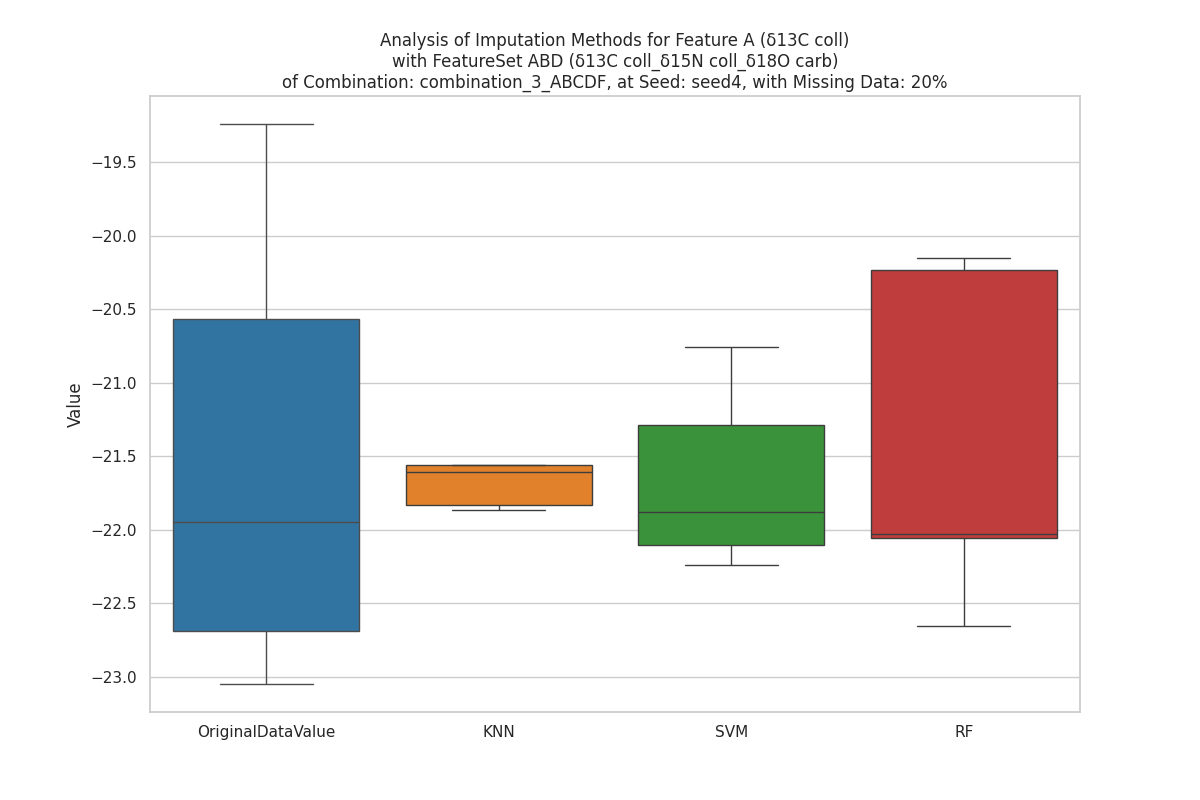 Analysis of Imputation Methods for Feature A (δ13C coll)
with FeatureSet ABD (δ13C coll_δ15N coll_δ18O carb)
of Combination: combination_3_ABCDF, at Seed: seed4, with Missing Data: 20%
−19.5
−20.0
−20.5
−21.0
−21.5
−22.0
−22.5
−23.0
Value
OriginalDataValue
KNN
SVM
RF